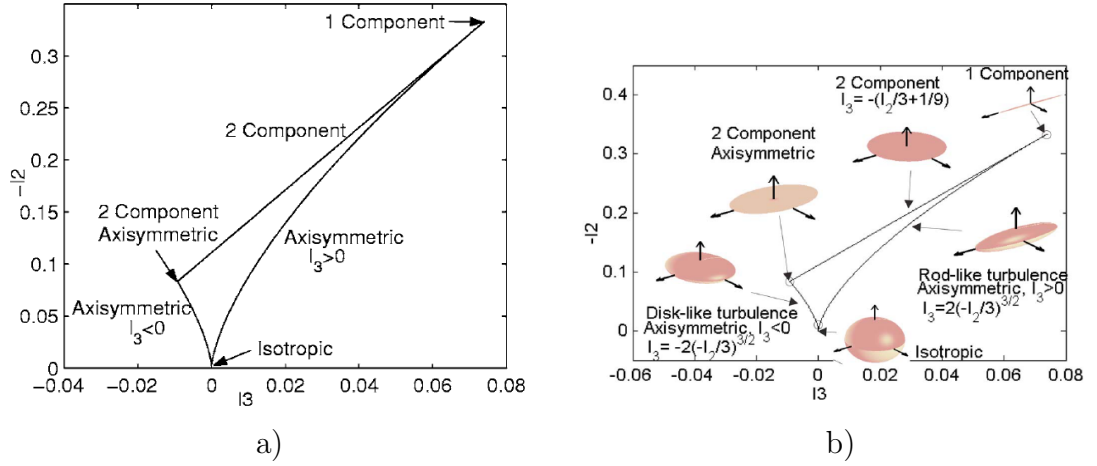 1 Component
0.3
0.25
2 Component
-I2
0.2
0.15
2 Component
Axisymmetric
Axisymmetric
I3>0
0.1
Axisymmetric
I3<0
0.05
Isotropic
0
−0.04
−0.02
0
0.02
0.04
0.06
0.08
I3
a)
0.4
2 Component
I3= -(I2/3+1/9)
1 Component
0.3
2 Component
Axisymmetric
-I2
0.2
0.1
Rod-like turbulence
Axisymmetric, I3>0
I3=2(-I2/3)3/2
Disk-like turbulence
Axisymmetric, I3<0
I3= -2(-I2/3)3/2
0
Isotropic
-0.06
-0.04
-0.02
0
0.02
0.04
0.06
0.08
I3
b)